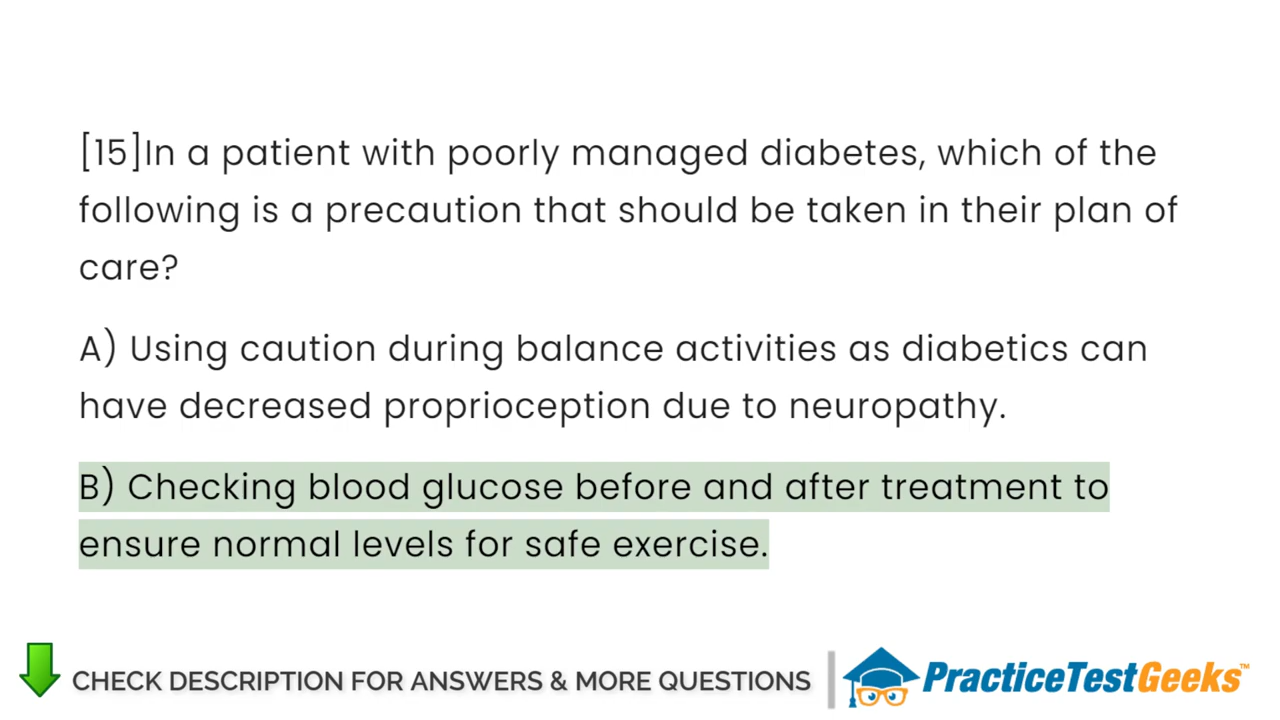 [15]In a patient with poorly managed diabetes, which of the
following is a precaution that should be taken in their plan of
care?
A) Using caution during balance activities as diabetics can
have decreased proprioception due to neuropathy.
B) Checking blood glucose before and after treatment to
ensure normal levels for safe exercise.
CHECK DESCRIPTION FOR ANSWERS & MORE QUESTIONS
PracticeTestGeeks™